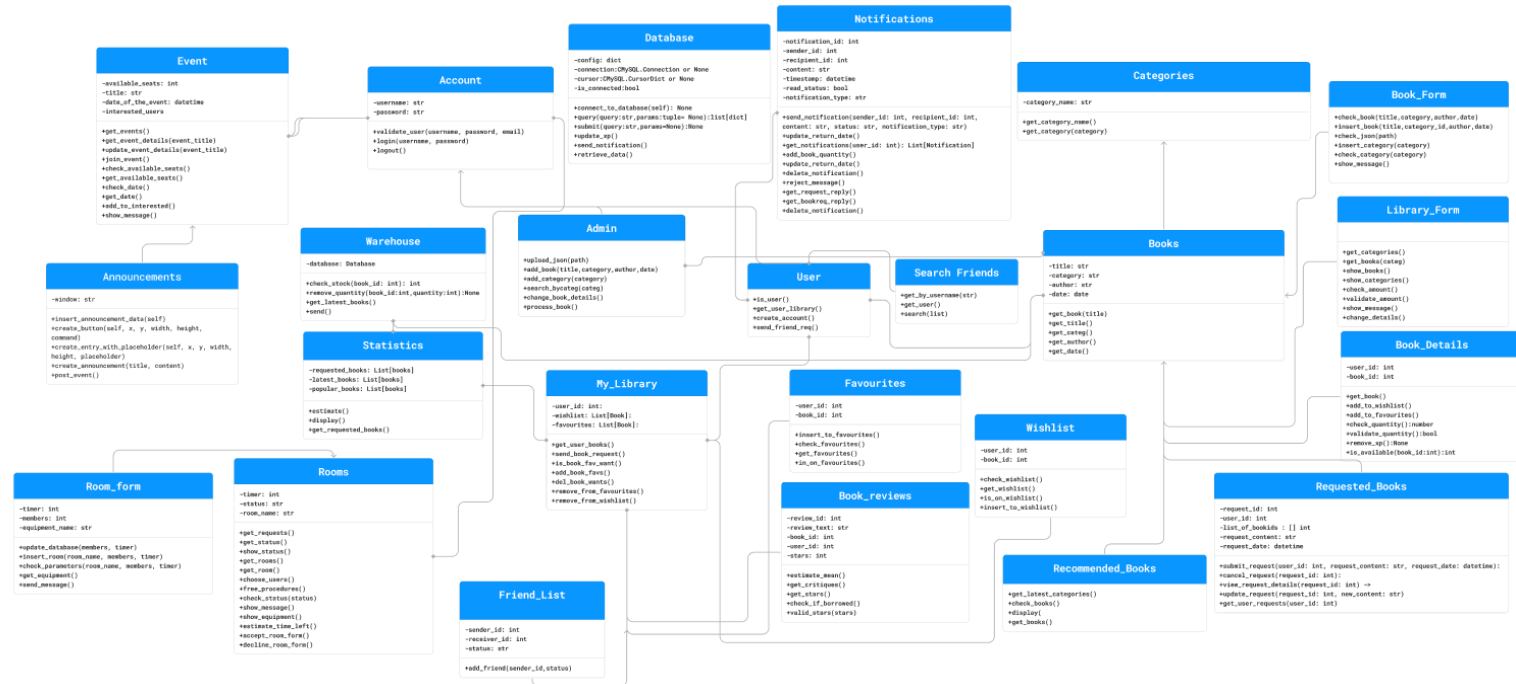 Event
-available_seats: int
-title: str
-date_of_the_event: datetime
-interested_users
+get_events()
+get_event_details(event_title)
+update_event_details(event_title)
+join_event()
+check_available_seats()
+get_available_seats()
+check_date()
+get_date()
+add_to_interested()
+show_message()
Account
-username: str
-password: str
+validate_user(username, password, email)
+login(username, password)
+logout()
Database
-config: dict
-connection:CMySQL.Connection or None
-cursor:CMySQL.CursorDict or None
-is_connected:bool
+connect_to_database(self): None
+query(query:str,params:tuple= None):list[dict]
+submit(query:str,params=None):None
+update_xp()
+send_notification()
+retrieve_data()
Notifications
-notification_id: int
-sender_id: int
-recipient_id: int
-content: str
-timestamp: datetime
-read_status: bool
-notification_type: str
+send_notification(sender_id: int, recipient_id: int,
content: str, status: str, notification_type: str)
+update_return_date()
+get_notifications(user_id: int): List[Notification]
+add_book_quantity()
+update_return_date()
+delete_notification()
+reject_message()
+get_request_reply()
+get_bookreq_reply()
+delete_notification()
Categories
-category_name: str
+get_category_name()
+get_category(category)
Book_Form
+check_book(title,category,author,date)
+insert_book(title,category_id,author,date)
+check_json(path)
+insert_category(category)
+check_category(category)
+show_message()
Library_Form
+get_categories()
+get_books(categ)
+show_books()
+show_categories()
+check_amount()
+validate_amount()
+show_message()
+change_details()
Announcements
-window: str
+insert_announcement_data(self)
+create_button(self, x, y, width, height,
command)
+create_entry_with_placeholder(self, x, y, width,
height, placeholder)
+create_announcement(title, content)
+post_event()
Warehouse
-database: Database
+check_stock(book_id: int): int
+remove_quantity(book_id:int,quantity:int):None
+get_latest_books()
+send()
Admin
+upload_json(path)
+add_book(title,category,author,date)
+add_category(category)
+search_bycateg(categ)
+change_book_details()
+process_book()
User
+is_user()
+get_user_library()
+create_account()
+send_friend_req()
Search Friends
+get_by_username(str)
+get_user()
+search(list)
Books
-title: str
-category: str
-author: str
-date: date
+get_book(title)
+get_title()
+get_categ()
+get_author()
+get_date()
Statistics
-requested_books: List[books]
-latest_books: List[books]
-popular_books: List[books]
+estimate()
+display()
+get_requested_books()
My_Library
-user_id: int:
-wishlist: List[Book]:
-favourites: List[Book]:
+get_user_books()
+send_book_request()
+is_book_fav_want()
+add_book_favs()
+del_book_wants()
+remove_from_favourites()
+remove_from_wishlist()
Favourites
-user_id: int
-book_id: int
+insert_to_favourites()
+check_favourites()
+get_favourites()
+in_on_favourites()
Wishlist
-user_id: int
-book_id: int
+check_wishlist()
+get_wishlist()
+is_on_wishlist()
+insert_to_wishlist()
Book_Details
-user_id: int
-book_id: int
+get_book()
+add_to_wishlist()
+add_to_favourites()
+check_quantity():number
+validate_quantity():bool
+remove_xp():None
+is_available(book_id:int):int
Room_form
-timer: int
-members: int
-equipment_name: str
+update_database(members, timer)
+insert_room(room_name, members, timer)
+check_parameters(room_name, members, timer)
+get_equipment()
+send_message()
Rooms
-timer: int
-status: str
-room_name: str
+get_requests()
+get_status()
+show_status()
+get_rooms()
+get_room()
+choose_users()
+free_procedures()
+check_status(status)
+show_message()
+show_equipment()
+estimate_time_left()
+accept_room_form()
+decline_room_form()
Friend_List
-sender_id: int
-receiver_id: int
-status: str
+add_friend(sender_id,status)
Book_reviews
-review_id: int
-review_text: str
-book_id: int
-user_id: int
-stars: int
+estimate_mean()
+get_critiques()
+get_stars()
+check_if_borrowed()
+valid_stars(stars)
Recommended_Books
+get_latest_categories()
+check_books()
+display(
+get_books()
Requested_Books
-request_id: int
-user_id: int
-list_of_bookids : [] int
-request_content: str
-request_date: datetime
+submit_request(user_id: int, request_content: str, request_date: datetime):
+cancel_request(request_id: int):
+view_request_details(request_id: int) ->
+update_request(request_id: int, new_content: str)
+get_user_requests(user_id: int)